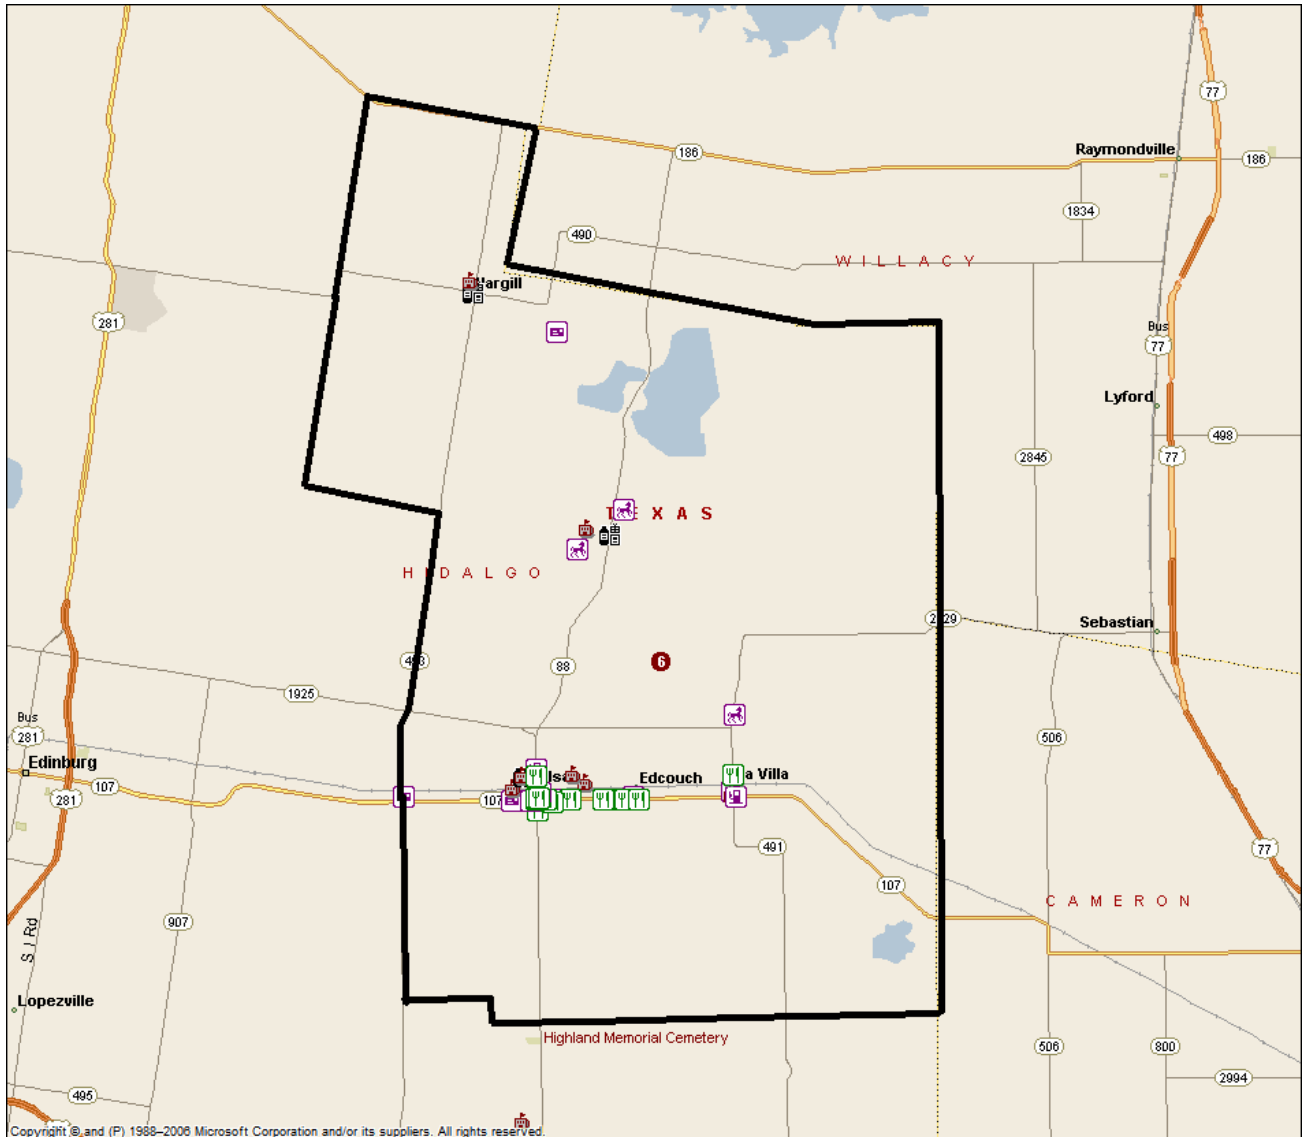 77
186
Raymondville
186
1834
490
WILLACY
argill
281
Bus
77
Lyford
498
2845
77
TEXAS
HIDALGO
Sebastian
6
88
1925
Bus
281
506
Edinburg
107
281
107
Edcouch
a Villa
491
77
107
CAMERON
907
S I Rd
Lopezville
Highland Memorial Cemetery
506
800
2994
495
Copyright © and (P) 1988–2006 Microsoft Corporation and/or its suppliers. All rights reserved.